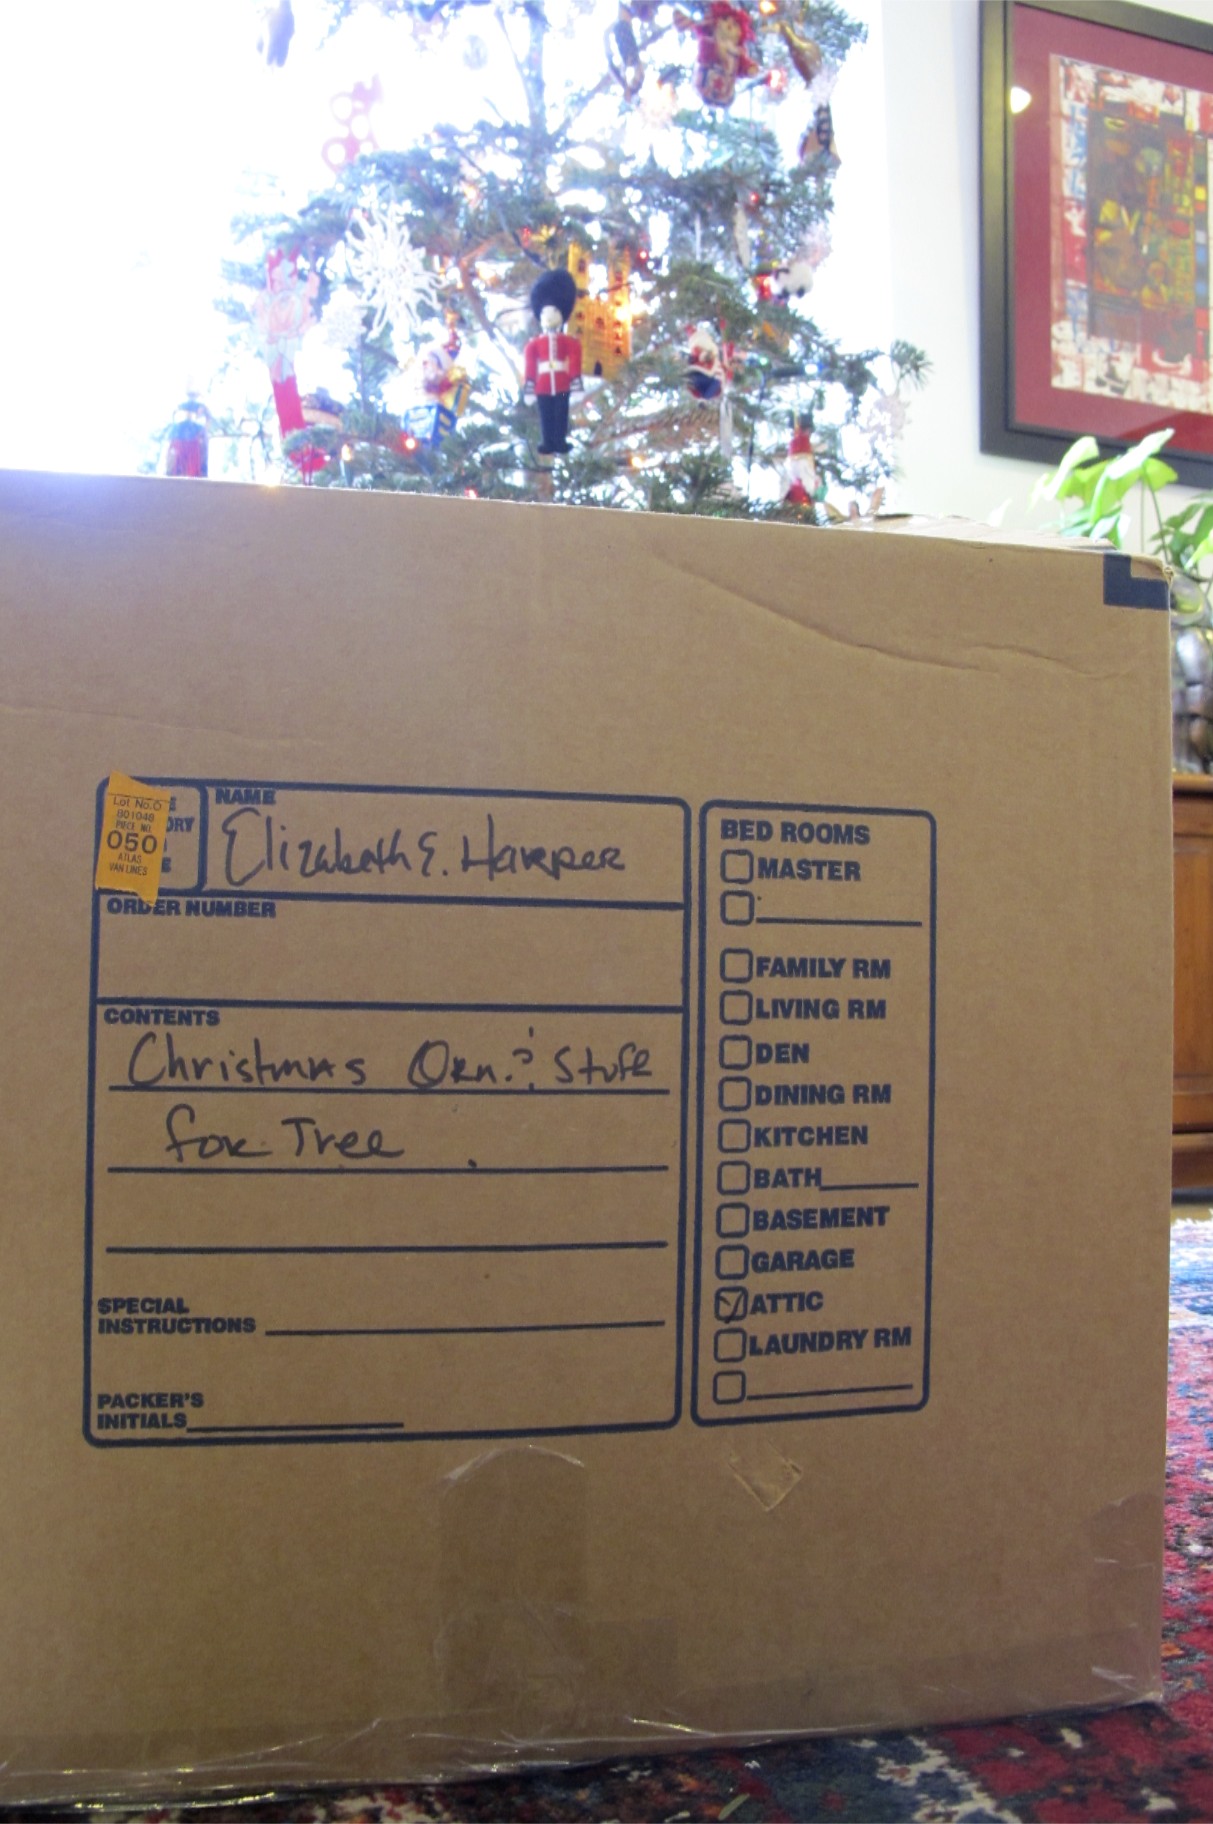 Lot No.6
801048
PIECE NO.
050
ATLAS
VAN LINES
NAME
Elizabeth E. Harper
ORDER NUMBER
CONTENTS
Christmas Orn. & Stuff
for Tree
SPECIAL
INSTRUCTIONS
PACKER'S
INITIALS
BED ROOMS
MASTER
FAMILY RM
LIVING RM
DEN
DINING RM
KITCHEN
BATH
BASEMENT
GARAGE
ATTIC
LAUNDRY RM